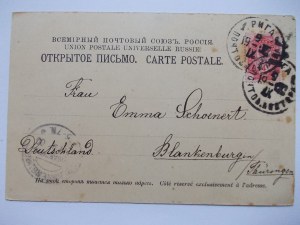 ВСЕМІРНЫЙ ПОЧТОВЫЙ СОЮЗЪ. РОССІЯ.
UNION POSTALE UNIVERSELLE RUSSIE
ОТКРЫТОЕ ПИСЬМО. CARTE POSTALE.
РИГА
Frau
Emma Schoenert
Deutschland
Blankenburg
Thüringen
На этой сторонѣ пишется только адресъ. Côté réservé exclusivement à l'adresse.